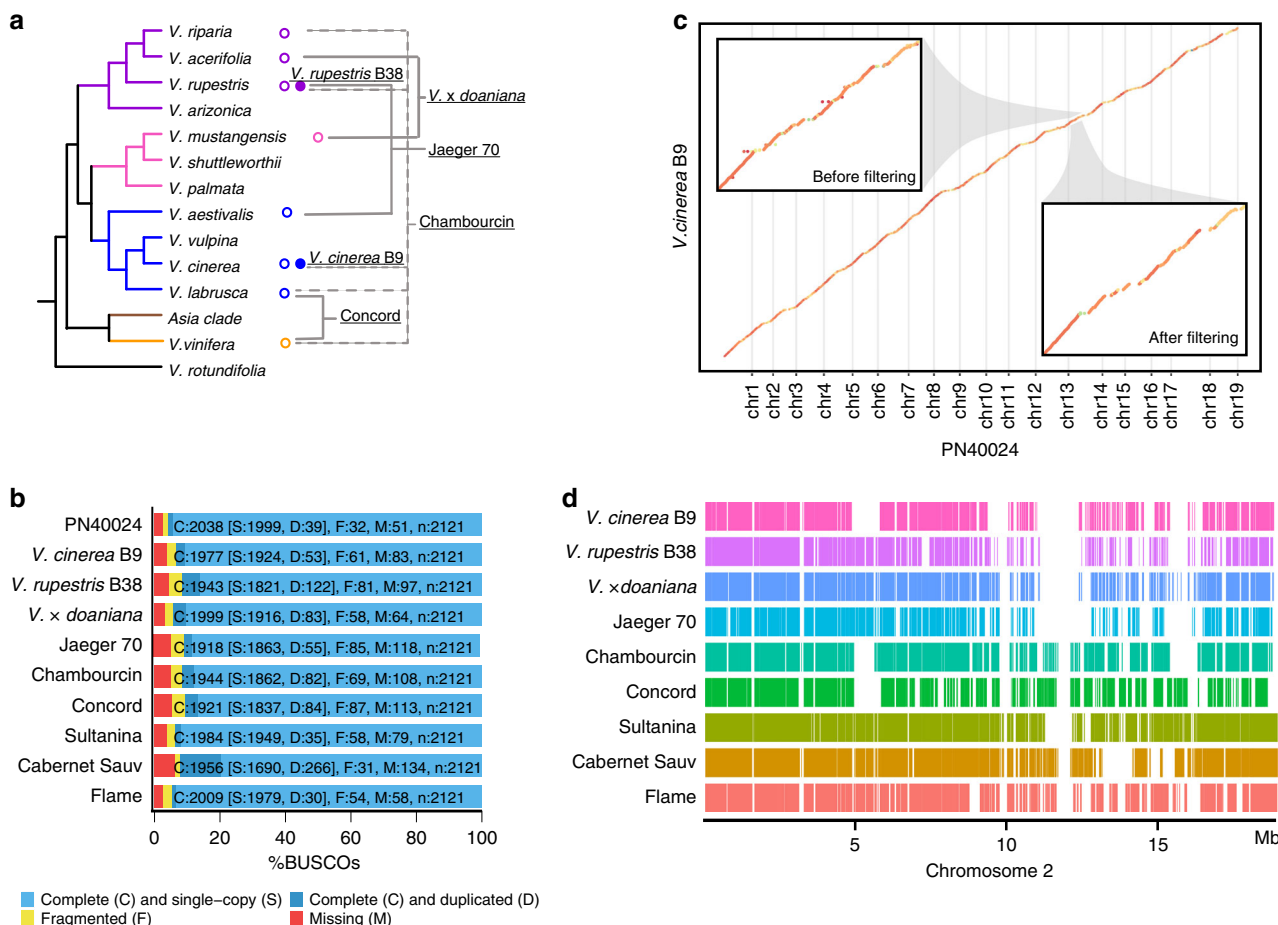 a
V. riparia
V. acerifolia
V. rupestris B38
V. rupestris
V. × doaniana
V. arizonica
V. mustangensis
Jaeger 70
V. shuttleworthii
V. palmata
V. aestivalis
Chambourcin
V. vulpina
V. cinerea B9
V. cinerea
V. labrusca
Concord
Asia clade
V.vinifera
V. rotundifolia
b
PN40024 C:2038 [S:1999, D:39], F:32, M:51, n:2121
V. cinerea B9 C:1977 [S:1924, D:53], F:61, M:83, n:2121
V. rupestris B38 C:1943 [S:1821, D:122], F:81, M:97, n:2121
V. × doaniana C:1999 [S:1916, D:83], F:58, M:64, n:2121
Jaeger 70 C:1918 [S:1863, D:55], F:85, M:118, n:2121
Chambourcin C:1944 [S:1862, D:82], F:69, M:108, n:2121
Concord C:1921 [S:1837, D:84], F:87, M:113, n:2121
Sultanina C:1984 [S:1949, D:35], F:58, M:79, n:2121
Cabernet Sauv C:1956 [S:1690, D:266], F:31, M:134, n:2121
Flame C:2009 [S:1979, D:30], F:54, M:58, n:2121
0 20 40 60 80 100
%BUSCOs
Complete (C) and single−copy (S) Complete (C) and duplicated (D)
Fragmented (F) Missing (M)
c
V.cinerea B9
Before filtering
After filtering
chr1 chr2 chr3 chr4 chr5 chr6 chr7 chr8 chr9 chr10 chr11 chr12 chr13 chr14 chr15 chr16 chr17 chr18 chr19
PN40024
d
V. cinerea B9
V. rupestris B38
V. ×doaniana
Jaeger 70
Chambourcin
Concord
Sultanina
Cabernet Sauv
Flame
5 10 15 Mb
Chromosome 2